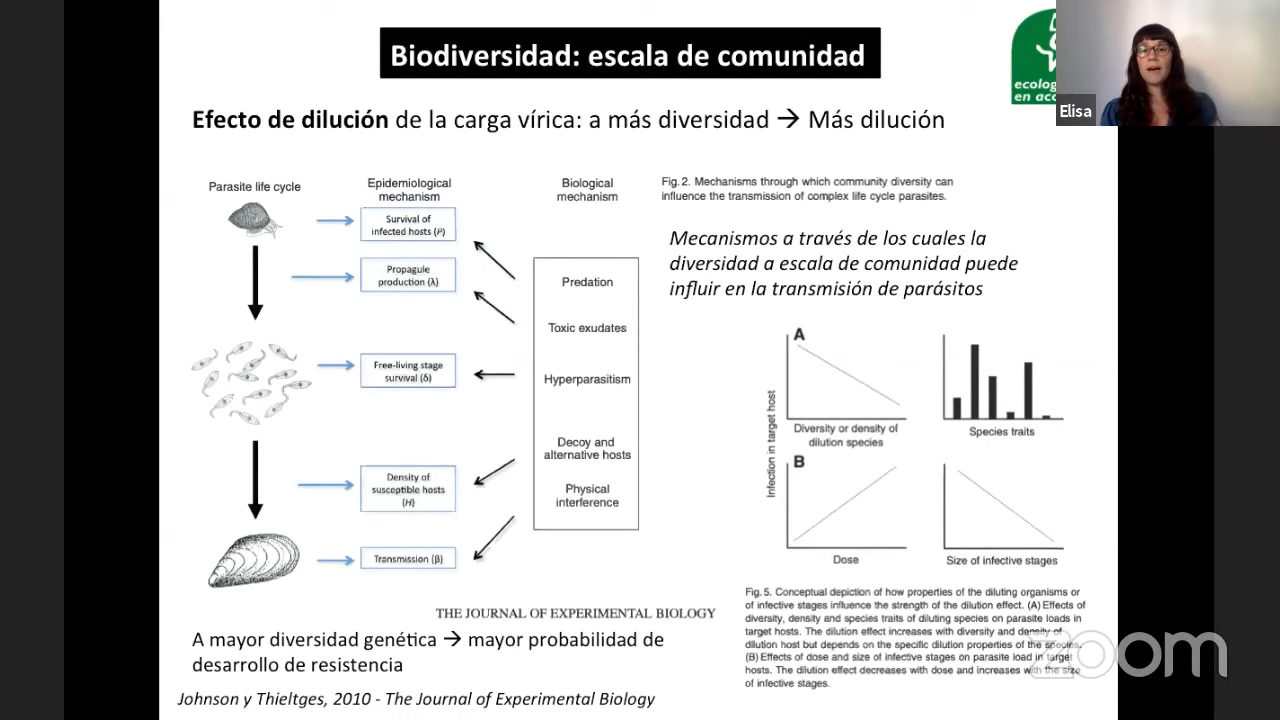 Biodiversidad: escala de comunidad
en acc
Elisa
Efecto de dilución de la carga vírica: a más diversidad → Más dilución
Parasite life cycle
Epidemiological
mechanism
Biological
mechanism
Survival of
infected hosts (P)
Propagule
production (λ)
Free-living stage
survival (δ)
Density of
susceptible hosts
(H)
Transmission (β)
Predation
Toxic exudates
Hyperparasitism
Decoy and
alternative hosts
Physical
interference
Fig. 2. Mechanisms through which community diversity can
influence the transmission of complex life cycle parasites.
Mecanismos a través de los cuales la
diversidad a escala de comunidad puede
influir en la transmisión de parásitos
A
Infection in target host
Diversity or density of
dilution species
Species traits
B
Dose
Size of infective stages
Fig. 5. Conceptual depiction of how properties of the diluting organisms or
of infective stages influence the strength of the dilution effect. (A) Effects of
diversity, density and species traits of diluting species on parasite loads in
target hosts. The dilution effect increases with diversity and density of
dilution host but depends on the specific dilution properties of the species.
(B) Effects of dose and size of infective stages on parasite load in target
hosts. The dilution effect decreases with dose and increases with the size
of infective stages.
THE JOURNAL OF EXPERIMENTAL BIOLOGY
A mayor diversidad genética → mayor probabilidad de
desarrollo de resistencia
Johnson y Thieltges, 2010 - The Journal of Experimental Biology
zoom